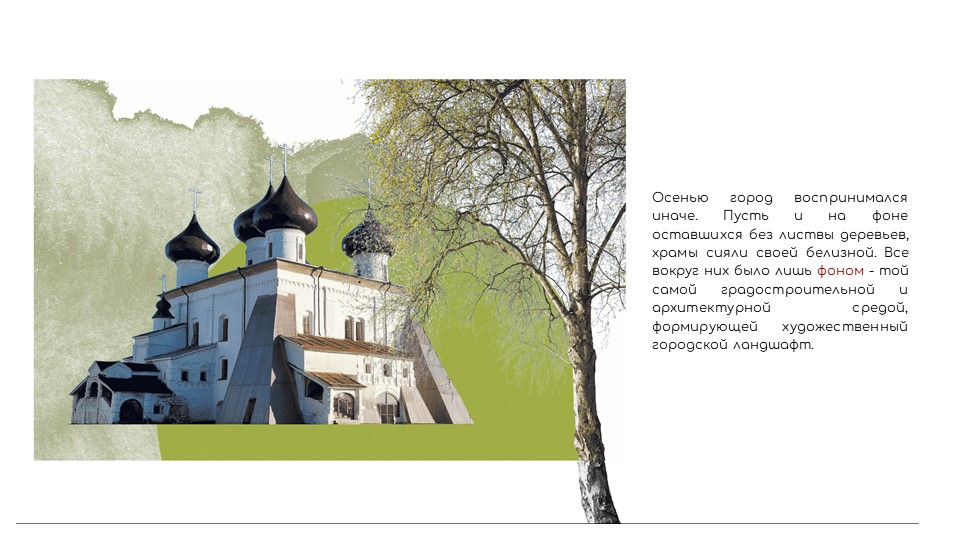 Осенью город воспринимался
иначе. Пусть и на фоне
оставшихся без листвы деревьев,
храмы сияли своей белизной. Все
вокруг них было лишь фоном - той
самой градостроительной и
архитектурной средой,
формирующей художественный
городской ландшафт.